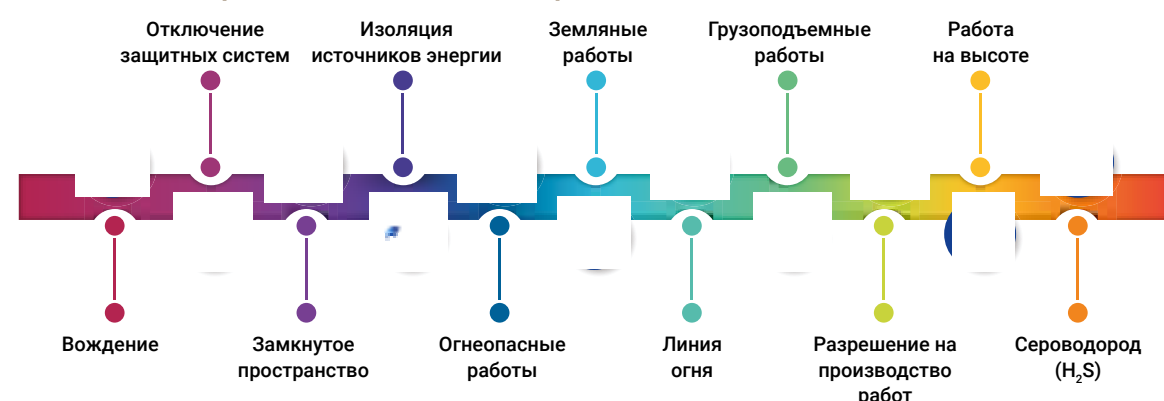 Отключение
защитных систем
Изоляция
источников энергии
Земляные
работы
Грузоподъемные
работы
Работа
на высоте
Вождение
Замкнутое
пространство
Огнеопасные
работы
Линия
огня
Разрешение на
производство
работ
Сероводород
(H₂S)